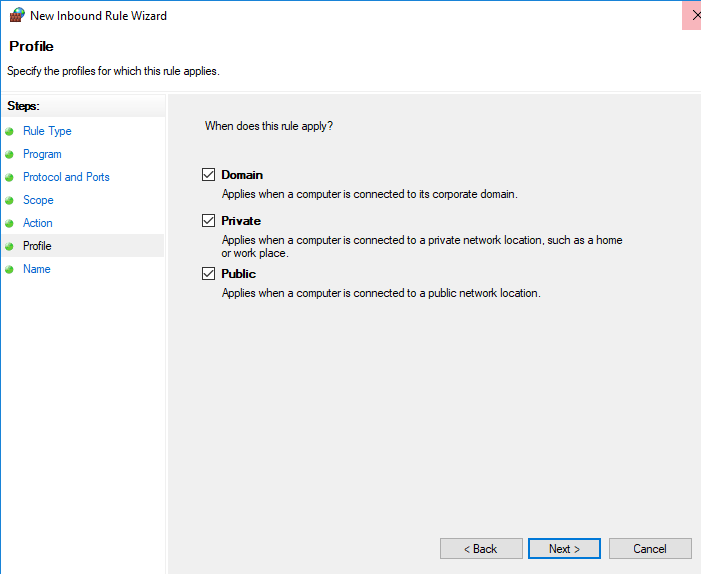 New Inbound Rule Wizard
Profile
Specify the profiles for which this rule applies.
Steps:
Rule Type
Program
Protocol and Ports
Scope
Action
Profile
Name
When does this rule apply?
Domain
Applies when a computer is connected to its corporate domain.
Private
Applies when a computer is connected to a private network location, such as a home
or work place.
Public
Applies when a computer is connected to a public network location.
< Back
Next >
Cancel